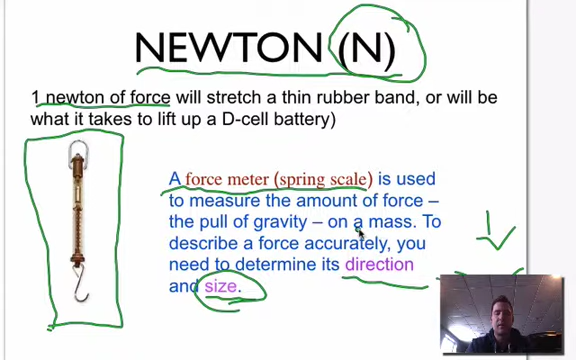 NEWTON (N)
1 newton of force will stretch a thin rubber band, or will be
what it takes to lift up a D-cell battery)
A force meter (spring scale) is used
to measure the amount of force –
the pull of gravity – on a mass. To
describe a force accurately, you
need to determine its direction
and size.